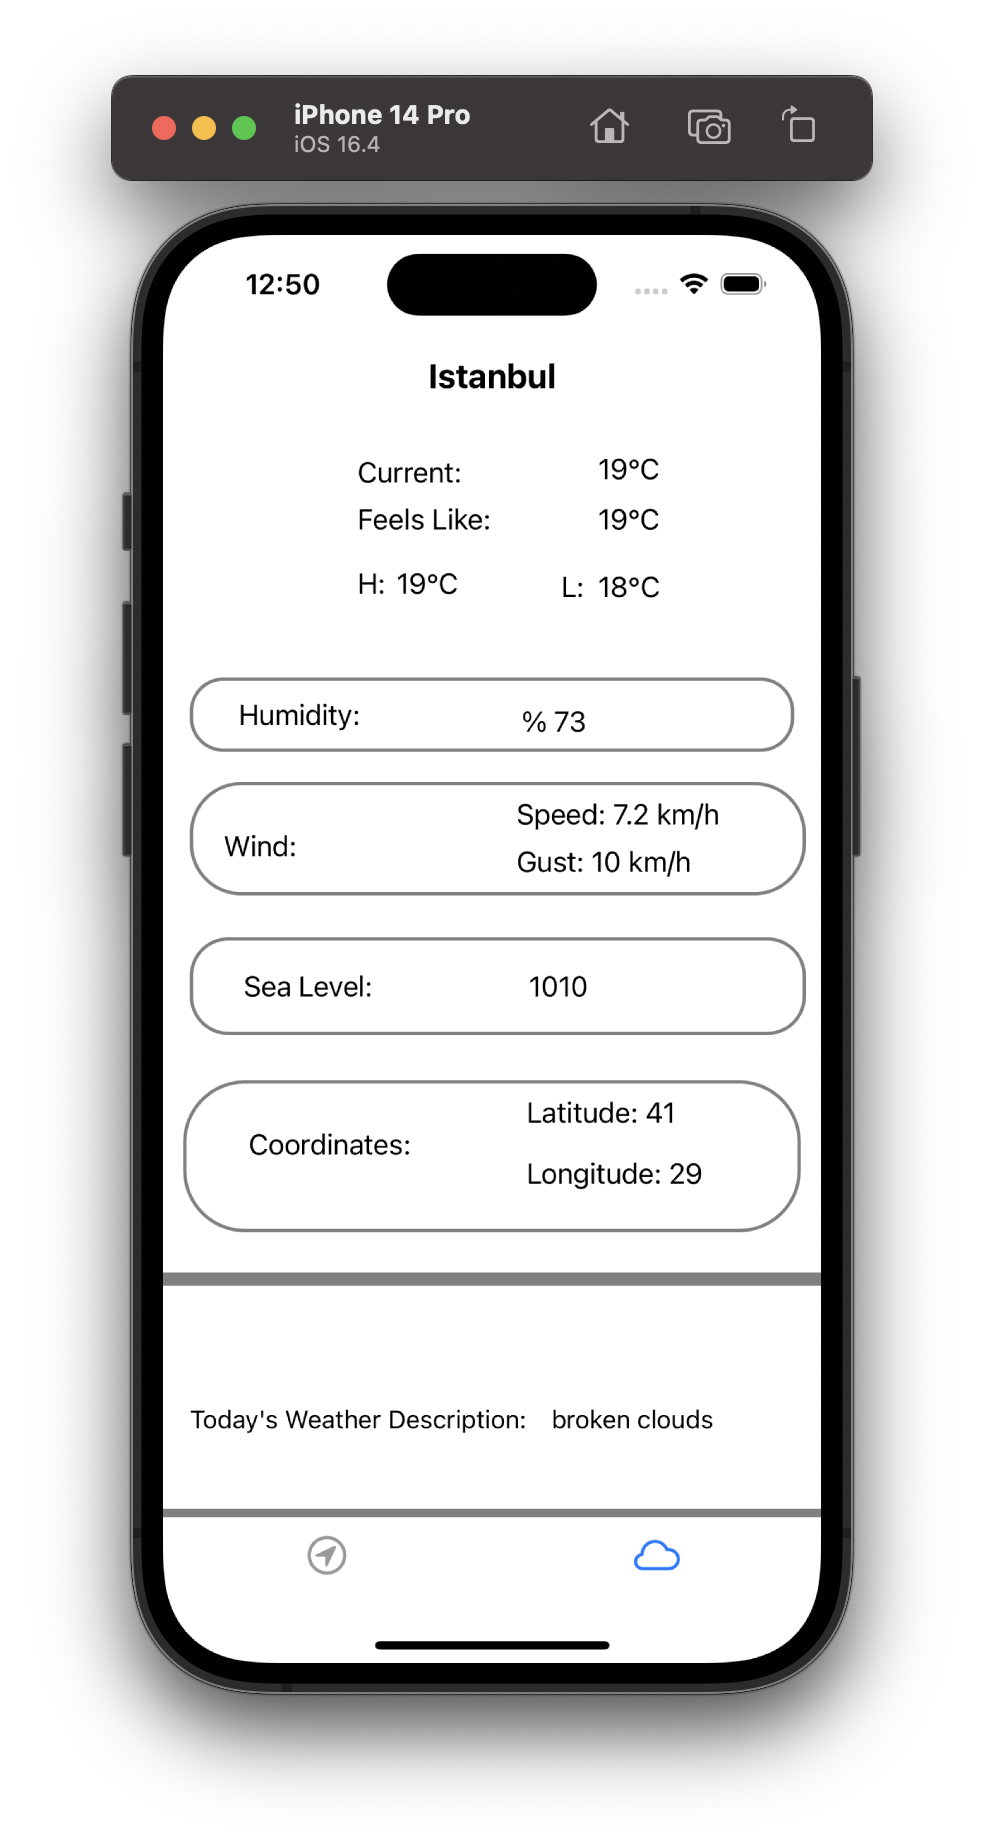 iPhone 14 Pro
iOS 16.4
12:50
Istanbul
Current: 19°C
Feels Like: 19°C
H: 19°C L: 18°C
Humidity: % 73
Wind:
Speed: 7.2 km/h
Gust: 10 km/h
Sea Level: 1010
Coordinates:
Latitude: 41
Longitude: 29
Today's Weather Description: broken clouds